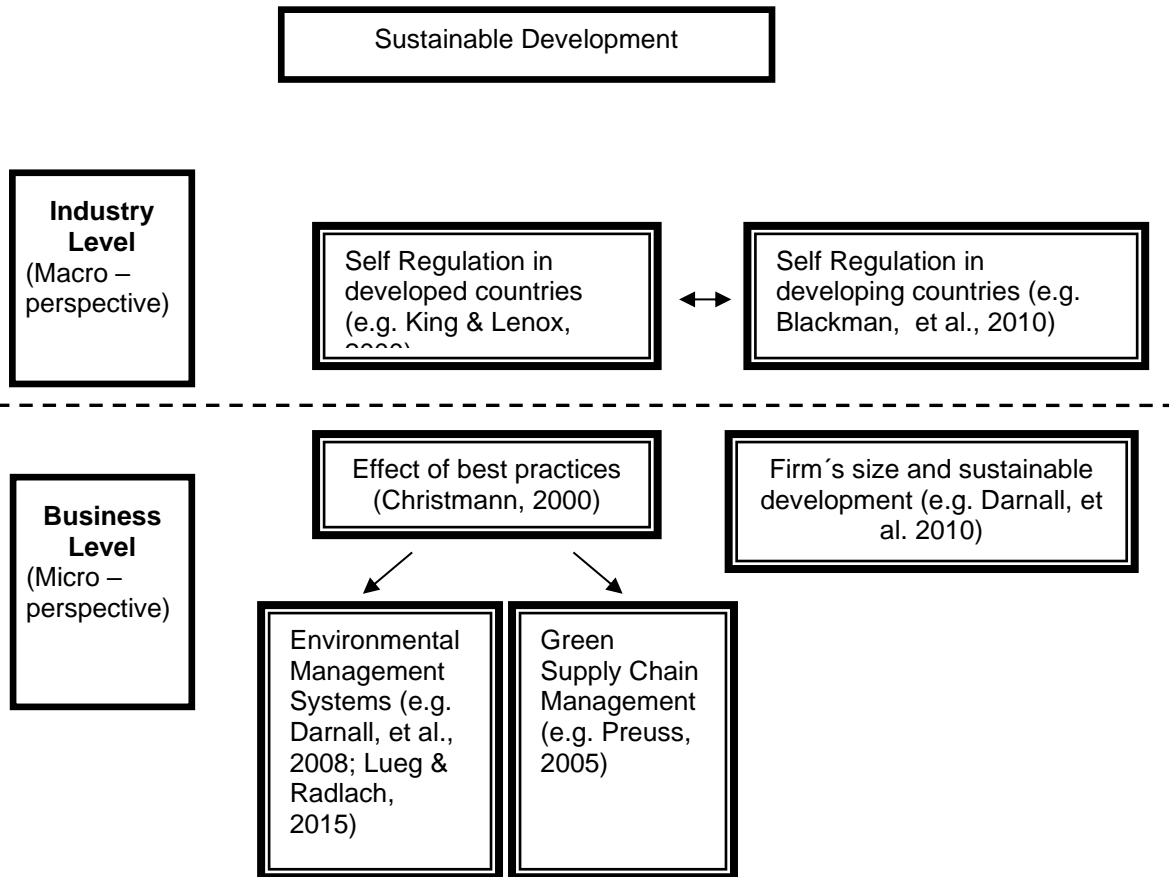 Sustainable Development
Industry
Level
(Macro –
perspective)
Self Regulation in
developed countries
(e.g. King & Lenox,
Self Regulation in
developing countries (e.g.
Blackman, et al., 2010)
Business
Level
(Micro –
perspective)
Effect of best practices
(Christmann, 2000)
Firm´s size and sustainable
development (e.g. Darnall, et
al. 2010)
Environmental
Management
Systems (e.g.
Darnall, et al.,
2008; Lueg &
Radlach,
2015)
Green
Supply Chain
Management
(e.g. Preuss,
2005)